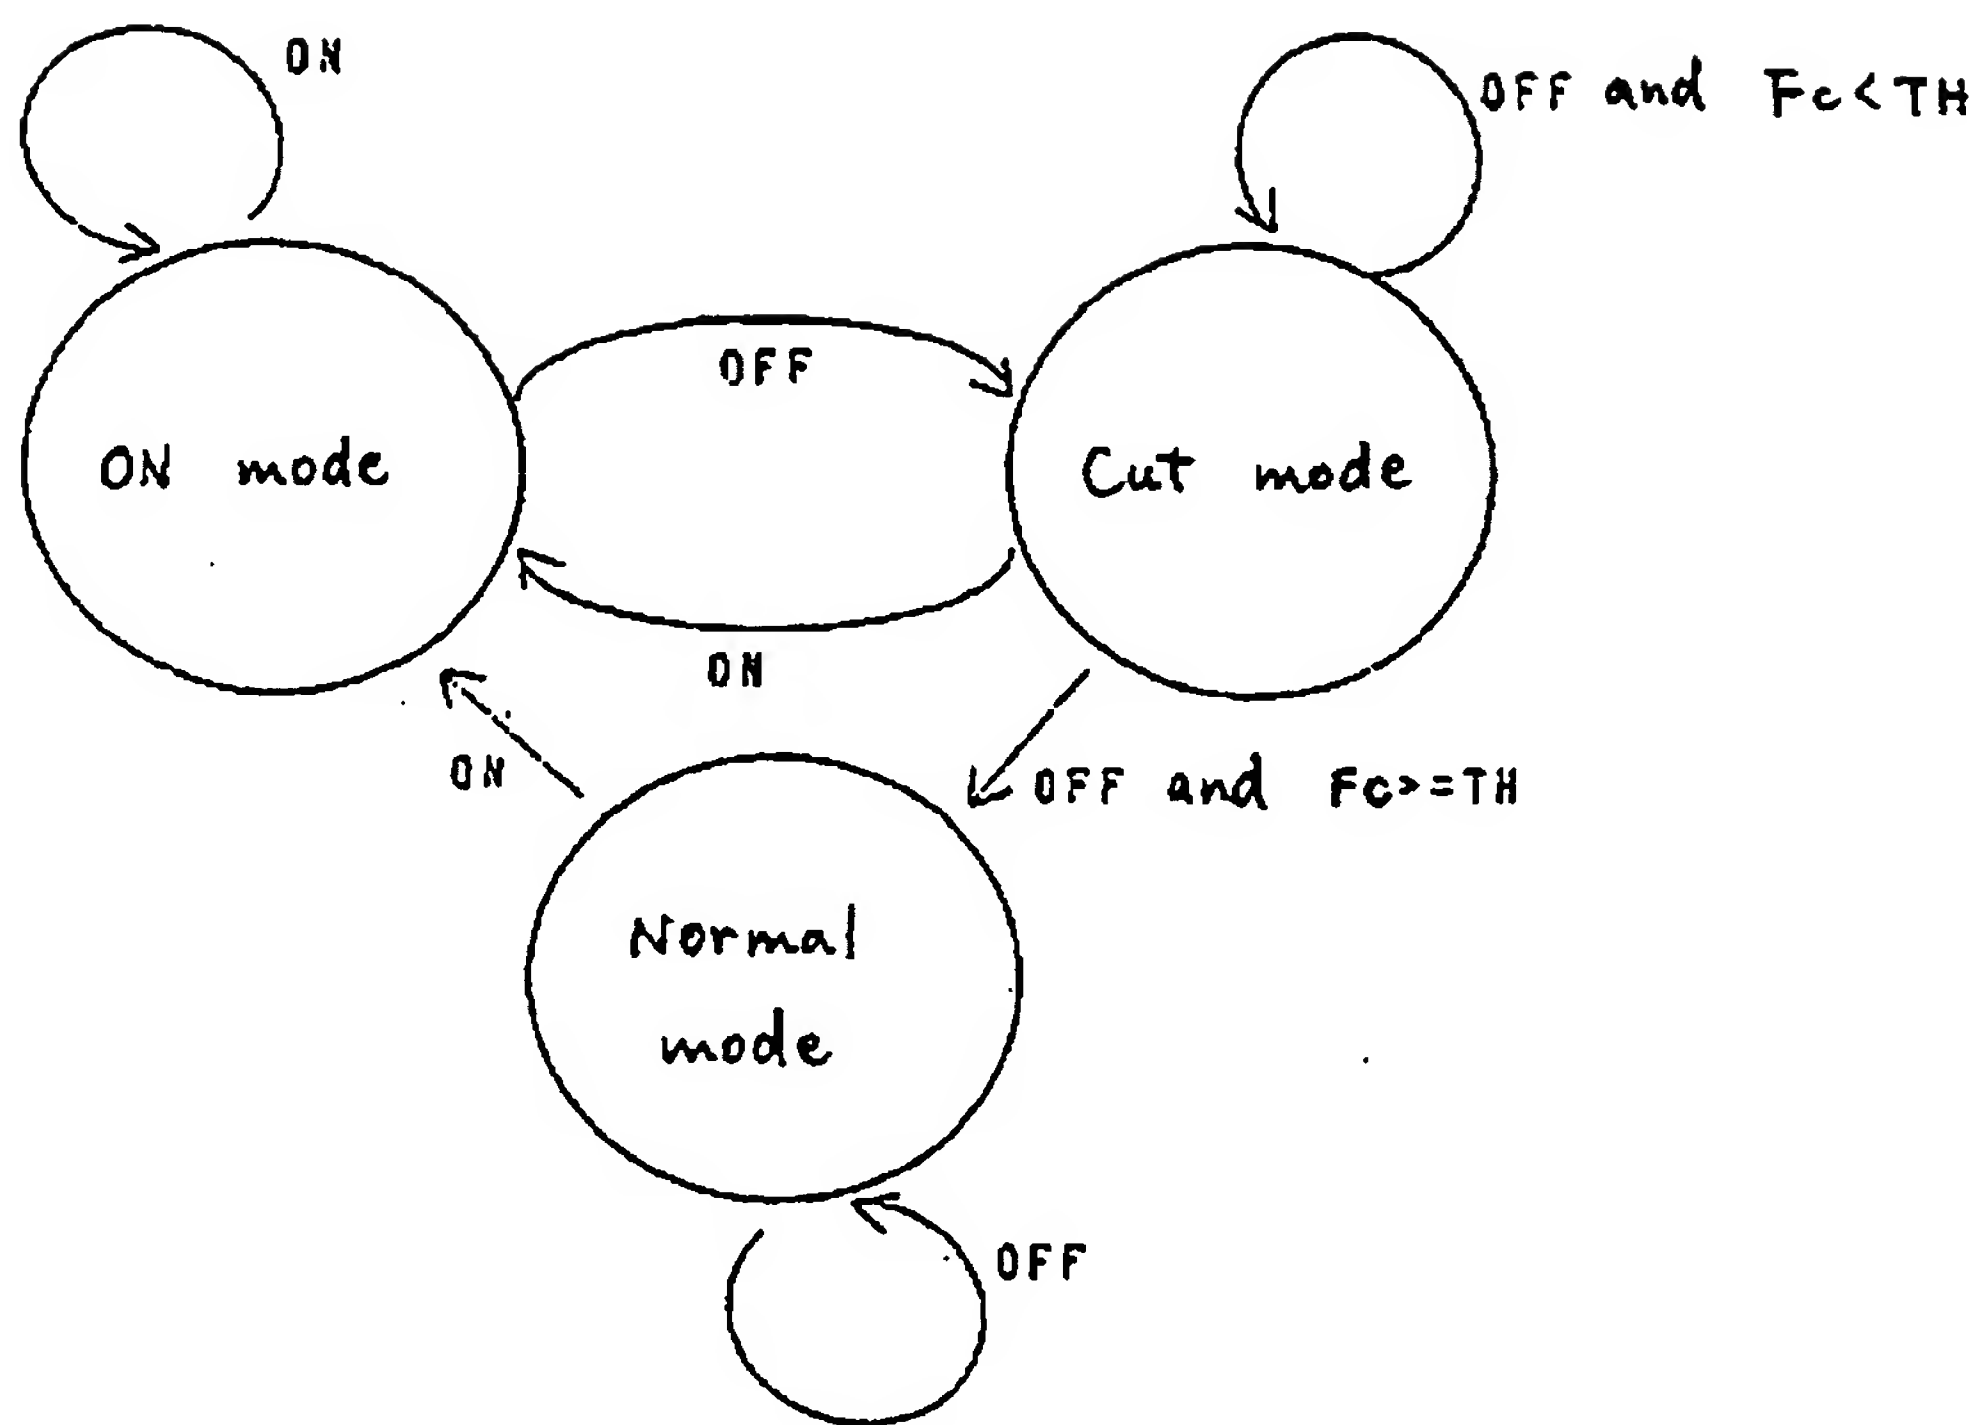 ON
OFF and Fc<TH
OFF
ON mode
Cut mode
ON
ON
OFF and Fc>=TH
Normal
mode
OFF